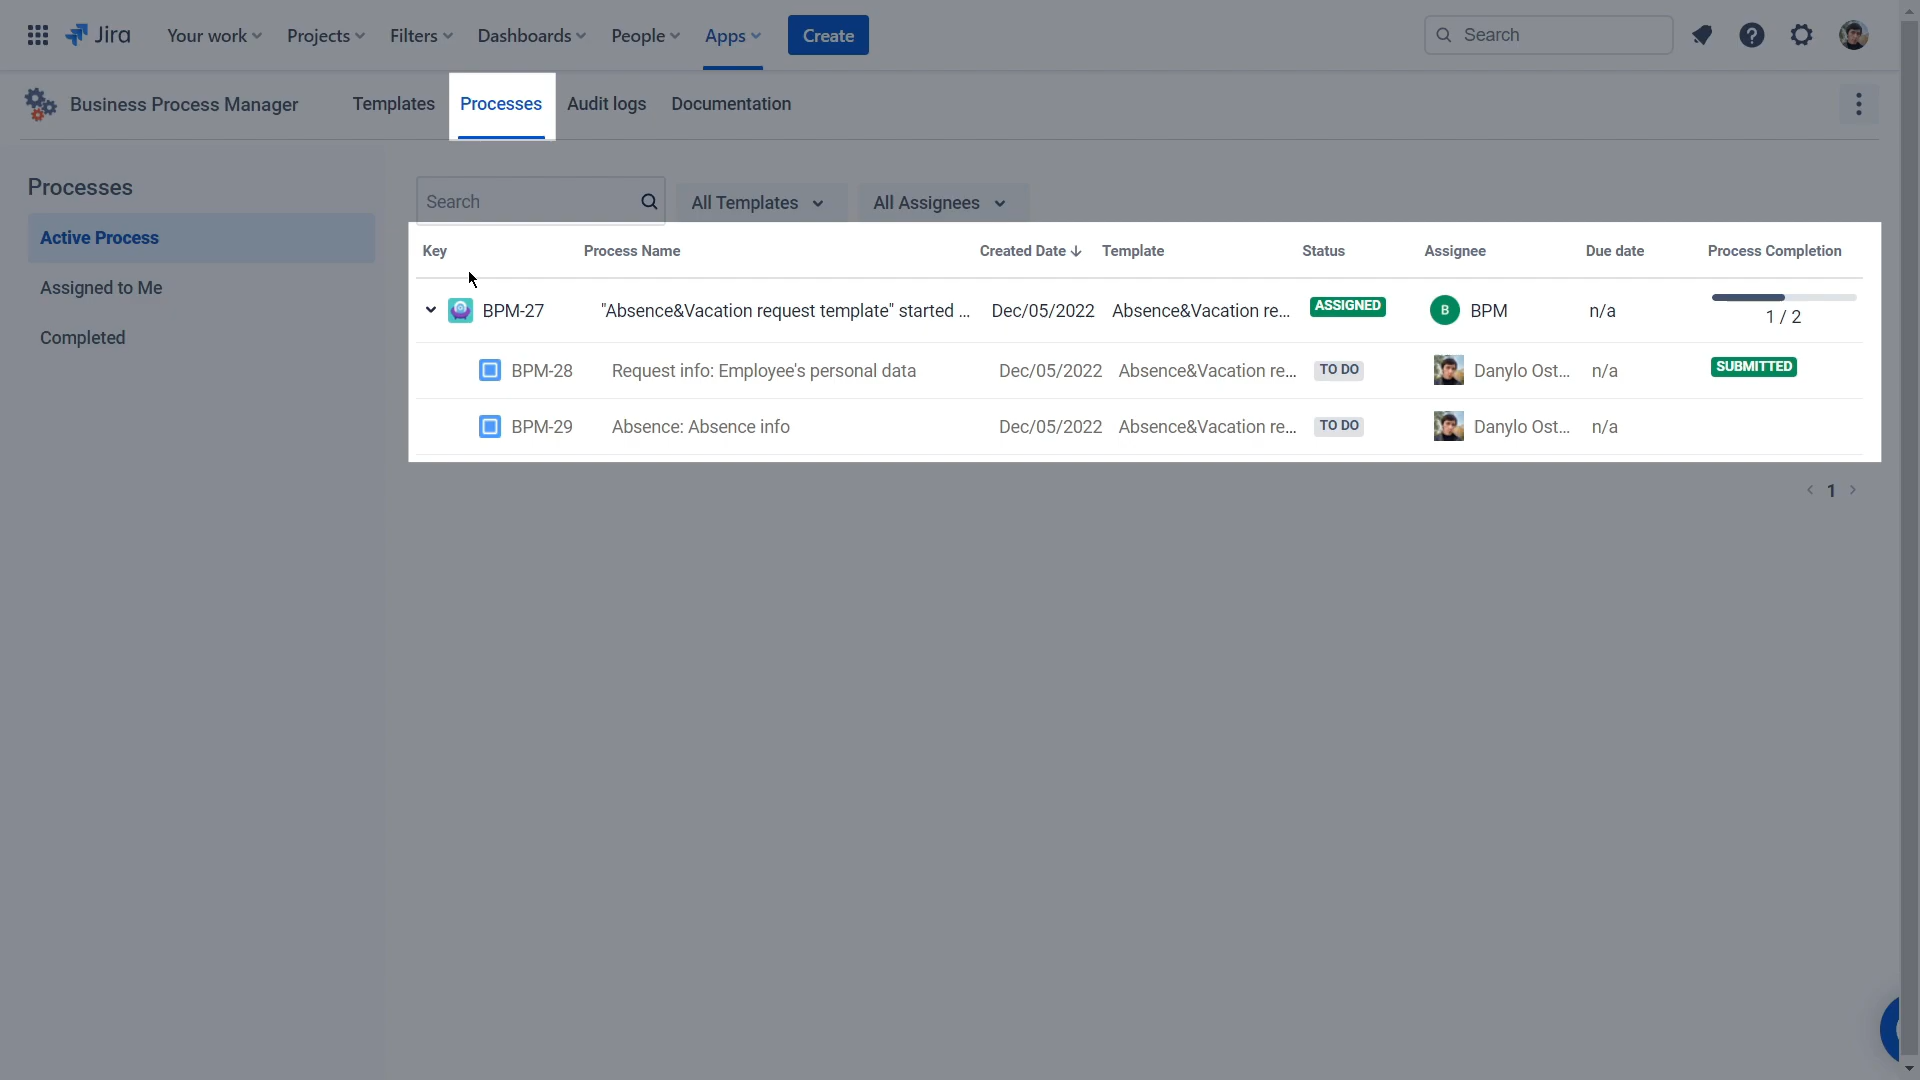 Jira Your work Projects Filters Dashboards People Apps Create Search
Business Process Manager Templates Processes Audit logs Documentation
Processes
Active Process
Assigned to Me
Completed
Search All Templates All Assignees
Key Process Name Created Date Template Status Assignee Due date Process Completion
BPM-27 "Absence&Vacation request template" started ... Dec/05/2022 Absence&Vacation re... ASSIGNED B BPM n/a 1 / 2
BPM-28 Request info: Employee's personal data Dec/05/2022 Absence&Vacation re... TO DO Danylo Ost... n/a SUBMITTED
BPM-29 Absence: Absence info Dec/05/2022 Absence&Vacation re... TO DO Danylo Ost... n/a
1